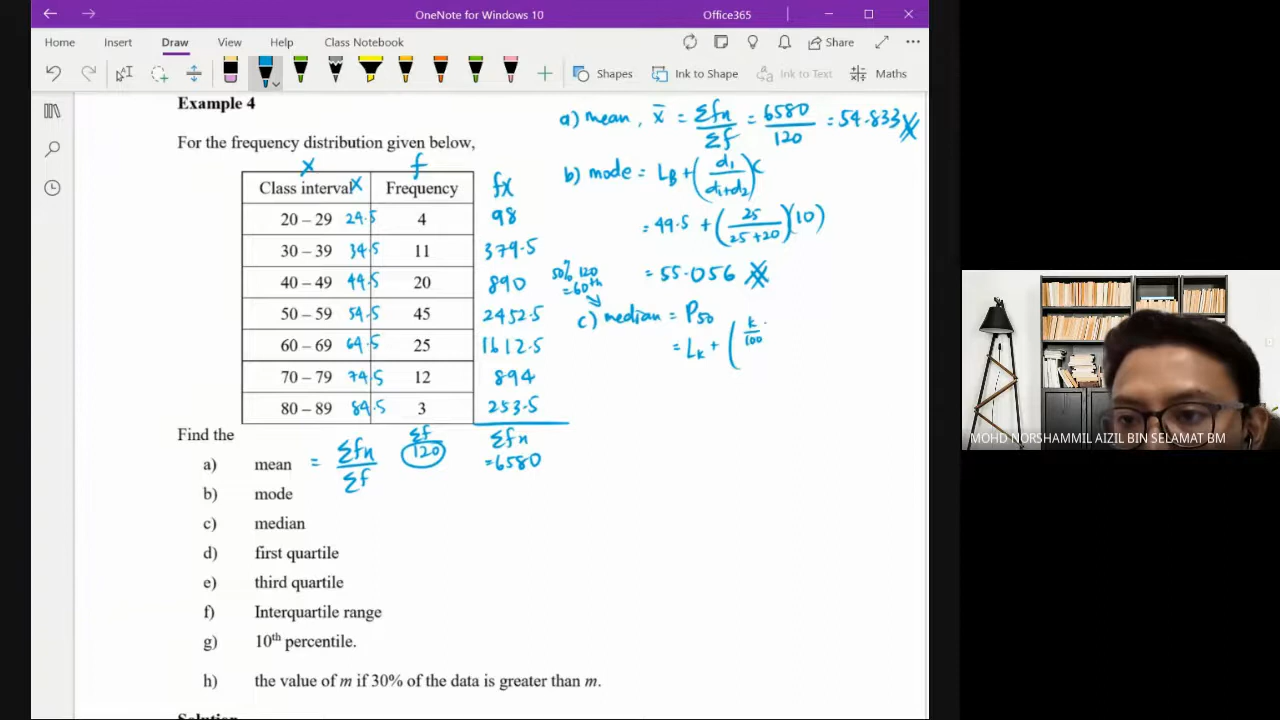 OneNote for Windows 10
Office365
Home Insert Draw View Help Class Notebook
Share
Shapes Ink to Shape Ink to Text Maths
Example 4
For the frequency distribution given below,
x f
Class interval x Frequency fx
20 – 29 24.5 4 98
30 – 39 34.5 11 379.5
40 – 49 44.5 20 890
50 – 59 54.5 45 2452.5
60 – 69 64.5 25 1612.5
70 – 79 74.5 12 894
80 – 89 84.5 3 253.5
Σf 120
Σfx = 6580
Find the
a) mean = Σfx / Σf
b) mode
c) median
d) first quartile
e) third quartile
f) Interquartile range
g) 10th percentile.
h) the value of m if 30% of the data is greater than m.
Solution
a) mean, x̄ = Σfx / Σf = 6580 / 120 = 54.833
b) mode = LB + (d1 / d1+d2) c
= 49.5 + (25 / 25+20)(10)
= 55.056
50% 120
= 60th
c) median = P50
= Lk + ( k/100
MOHD NORSHAMMIL AIZIL BIN SELAMAT BM